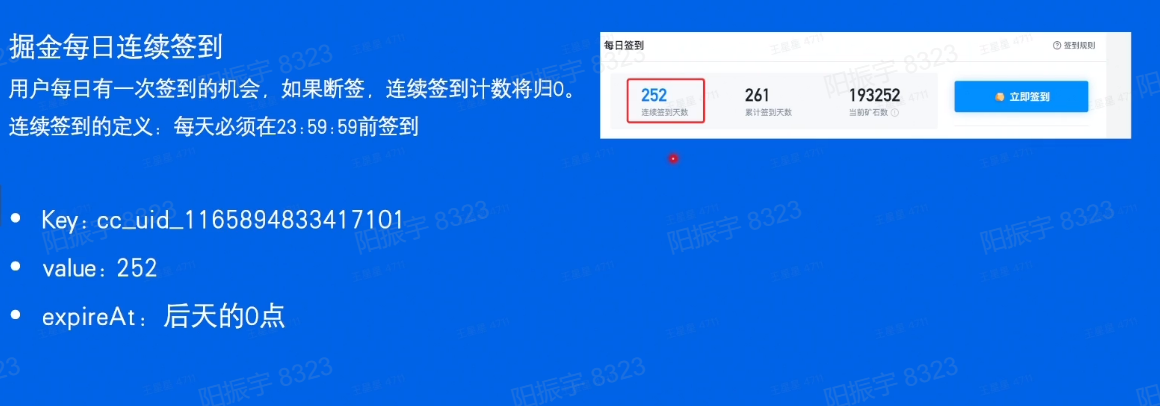 掘金每日连续签到
用户每日有一次签到的机会，如果断签，连续签到计数将归0。
连续签到的定义：每天必须在23:59:59前签到
• Key：cc_uid_1165894833417101
• value：252
• expireAt：后天的0点
每日签到
签到规则
252
连续签到天数
261
累计签到天数
193252
当前矿石数
立即签到
阳振宇 8323
王星星 4711